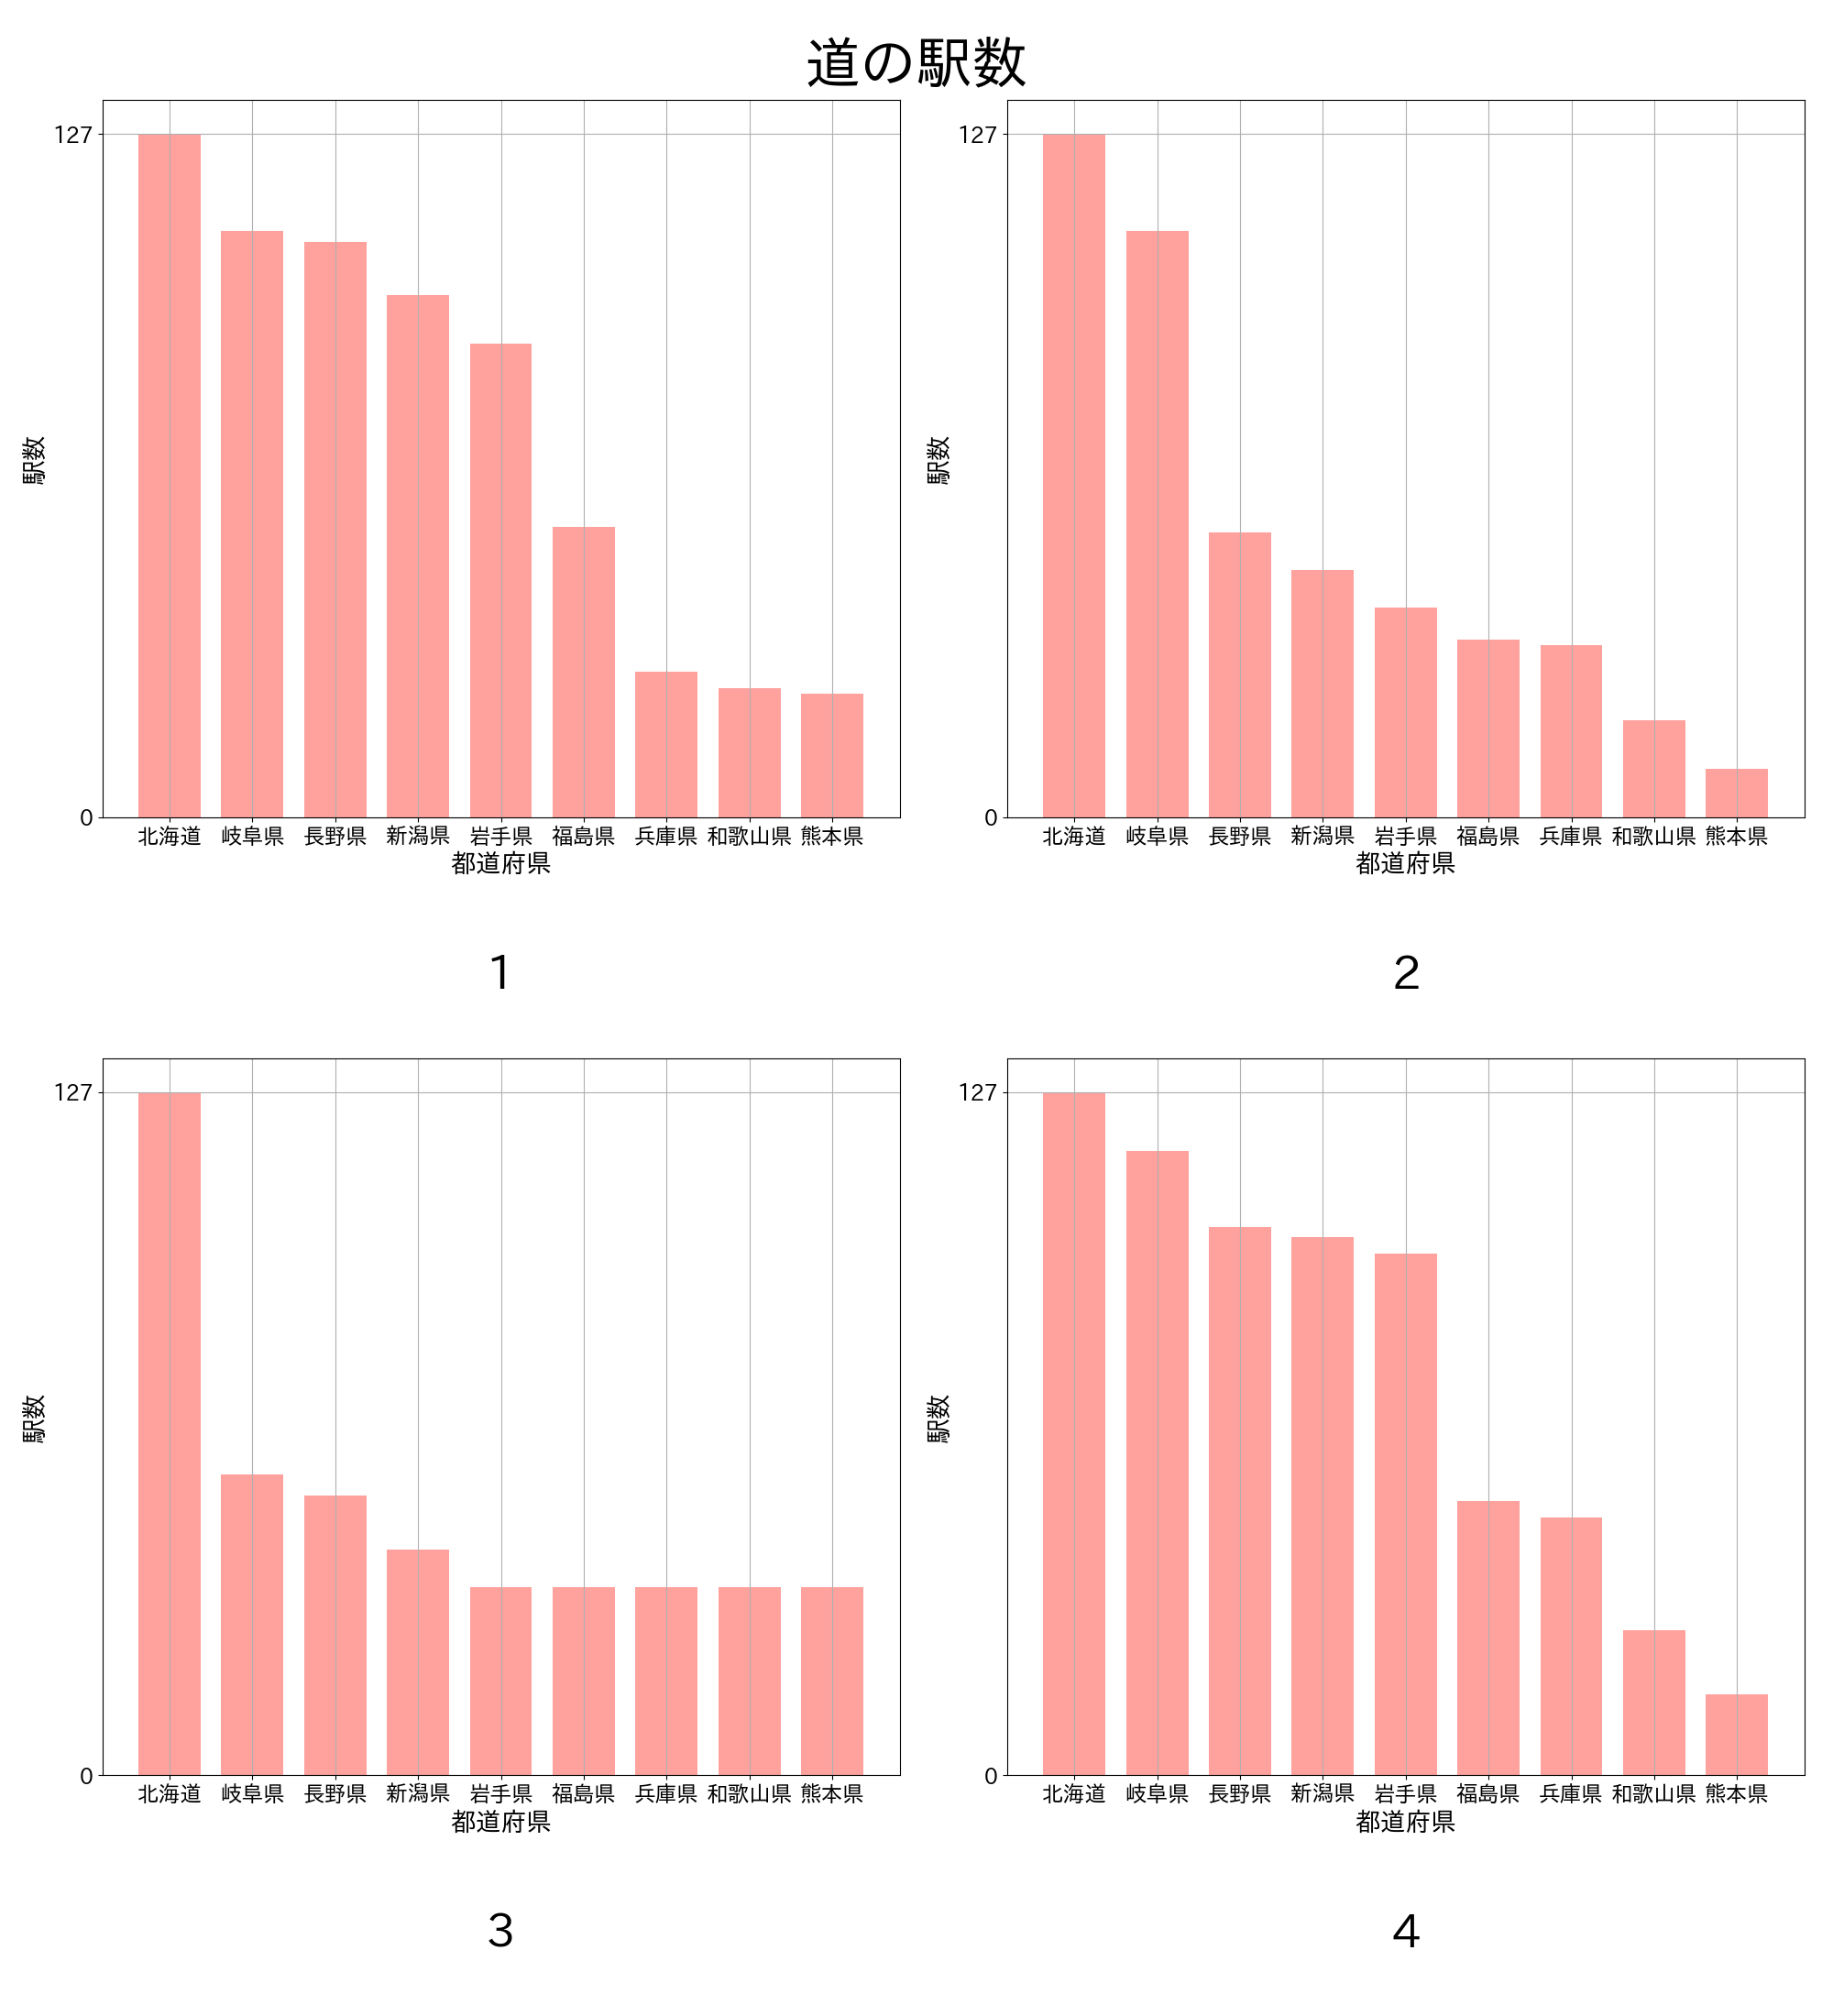 道の駅数
127
0
駅数
北海道 岐阜県 長野県 新潟県 岩手県 福島県 兵庫県 和歌山県 熊本県
都道府県
1
127
0
駅数
北海道 岐阜県 長野県 新潟県 岩手県 福島県 兵庫県 和歌山県 熊本県
都道府県
2
127
0
駅数
北海道 岐阜県 長野県 新潟県 岩手県 福島県 兵庫県 和歌山県 熊本県
都道府県
3
127
0
駅数
北海道 岐阜県 長野県 新潟県 岩手県 福島県 兵庫県 和歌山県 熊本県
都道府県
4